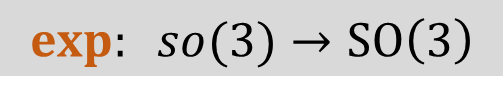 exp: so(3) → SO(3)